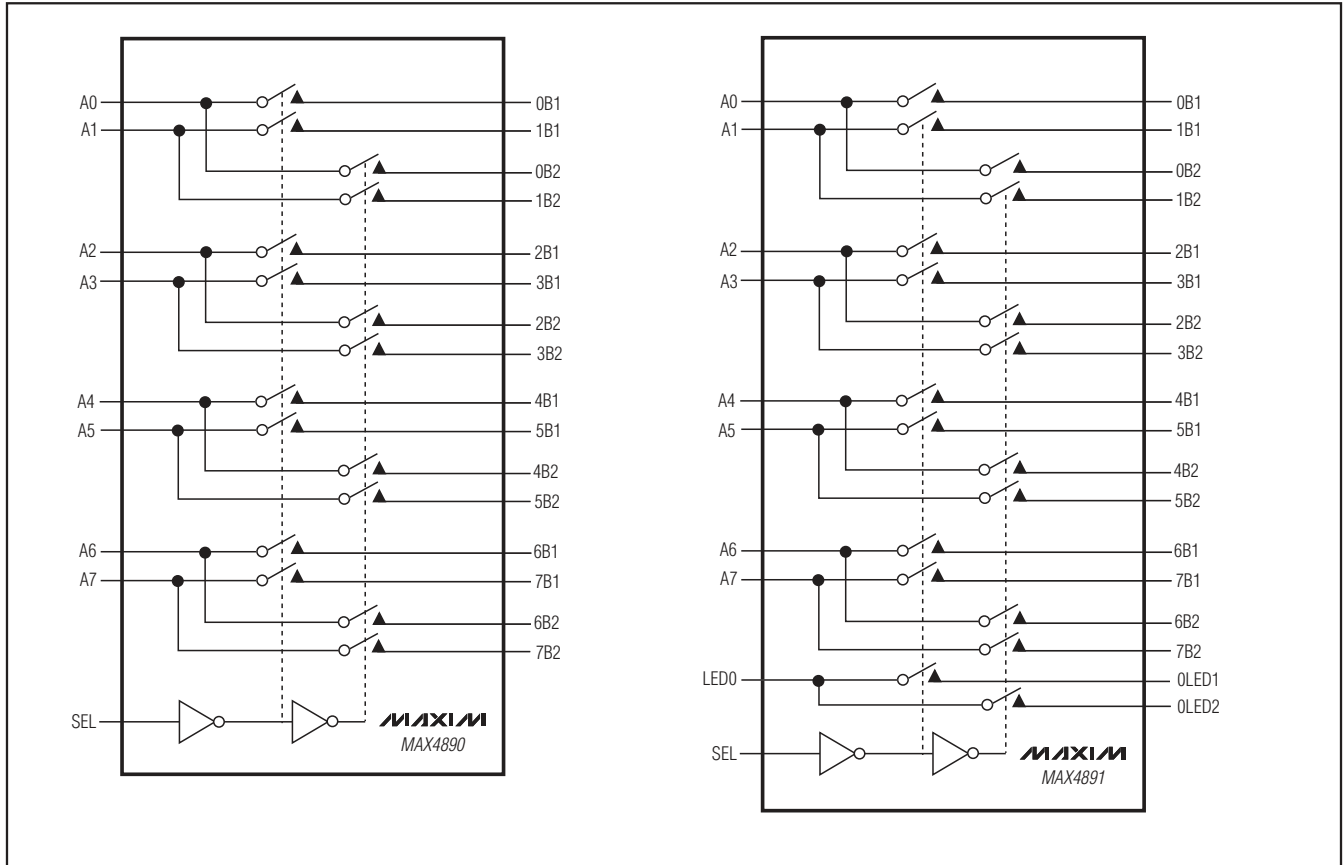 A0
0B1
A1
1B1
0B2
1B2
A2
2B1
A3
3B1
2B2
3B2
A4
4B1
A5
5B1
4B2
5B2
A6
6B1
A7
7B1
6B2
7B2
SEL
MAXIM
MAX4890
A0
0B1
A1
1B1
0B2
1B2
A2
2B1
A3
3B1
2B2
3B2
A4
4B1
A5
5B1
4B2
5B2
A6
6B1
A7
7B1
6B2
7B2
LED0
0LED1
0LED2
SEL
MAXIM
MAX4891